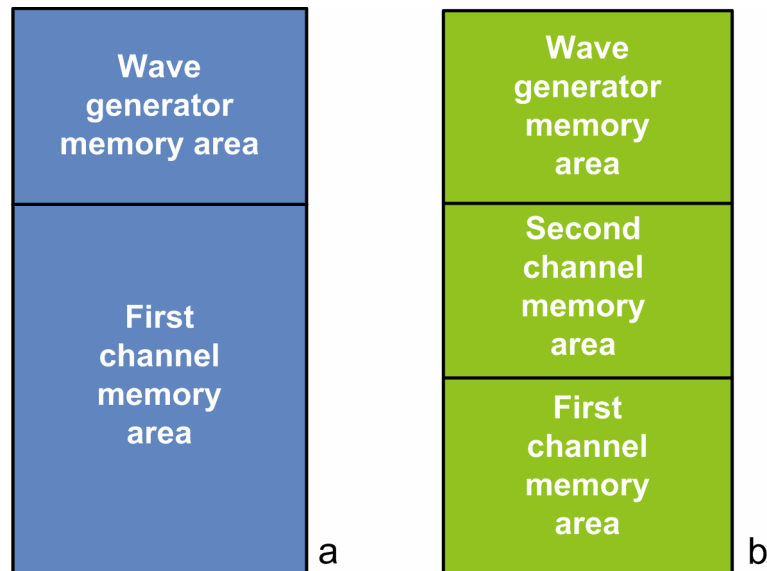 Wave
generator
memory area
First
channel
memory
area
a
Wave
generator
memory
area
Second
channel
memory
area
First
channel
memory
area
b